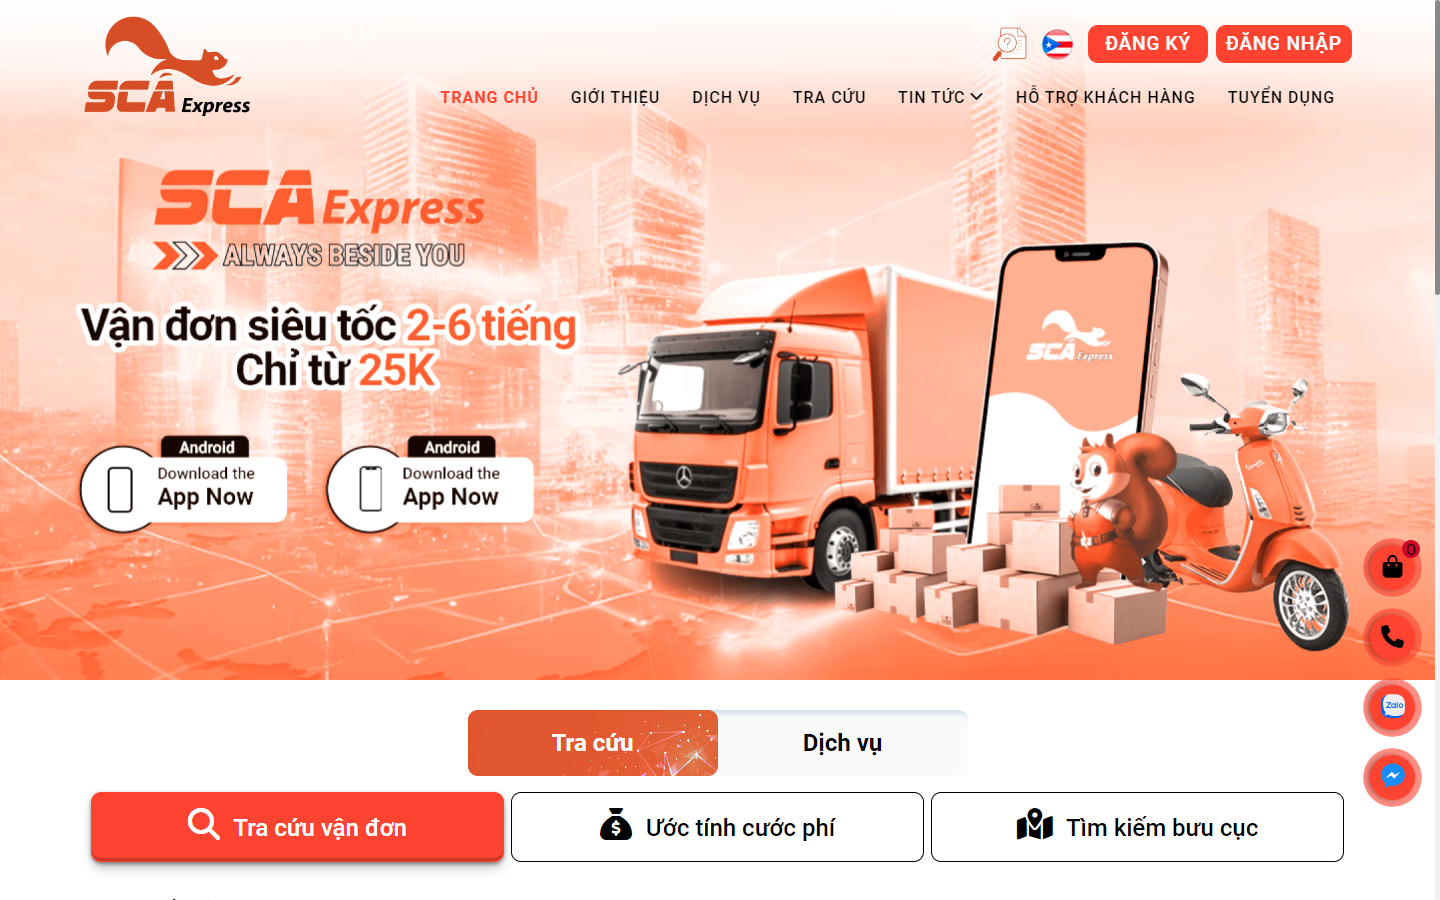 SCA Express
ĐĂNG KÝ
ĐĂNG NHẬP
TRANG CHỦ
GIỚI THIỆU
DỊCH VỤ
TRA CỨU
TIN TỨC
HỖ TRỢ KHÁCH HÀNG
TUYỂN DỤNG
SCA Express
ALWAYS BESIDE YOU
Vận đơn siêu tốc 2-6 tiếng
Chỉ từ 25K
Android
Download the
App Now
Android
Download the
App Now
SCA Express
0
Zalo
Tra cứu
Dịch vụ
Tra cứu vận đơn
Ước tính cước phí
Tìm kiếm bưu cục